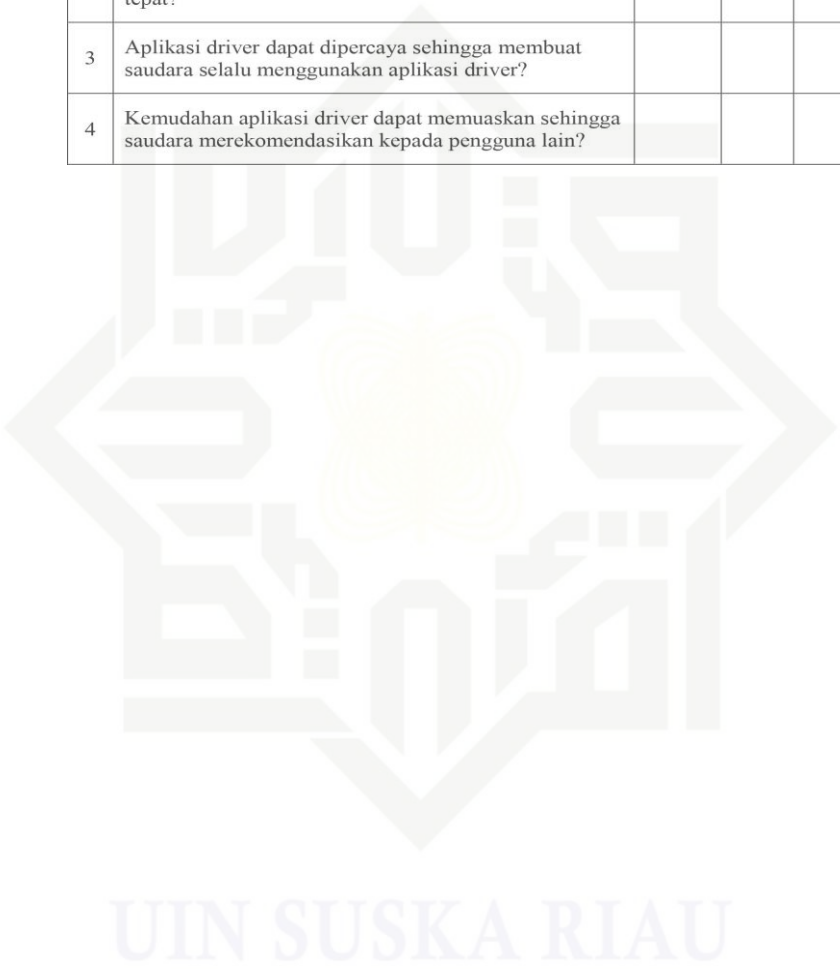 tepat?
3
Aplikasi driver dapat dipercaya sehingga membuat
saudara selalu menggunakan aplikasi driver?
4
Kemudahan aplikasi driver dapat memuaskan sehingga
saudara merekomendasikan kepada pengguna lain?
UIN SUSKA RIAU